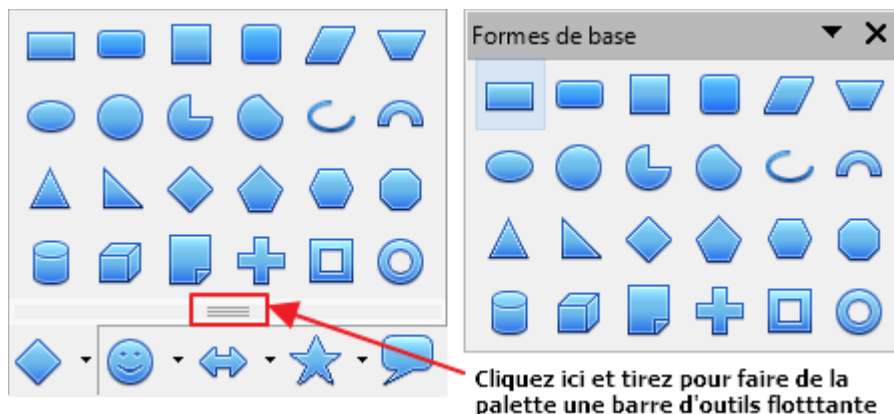 Formes de base
Cliquez ici et tirez pour faire de la
palette une barre d'outils flotttante